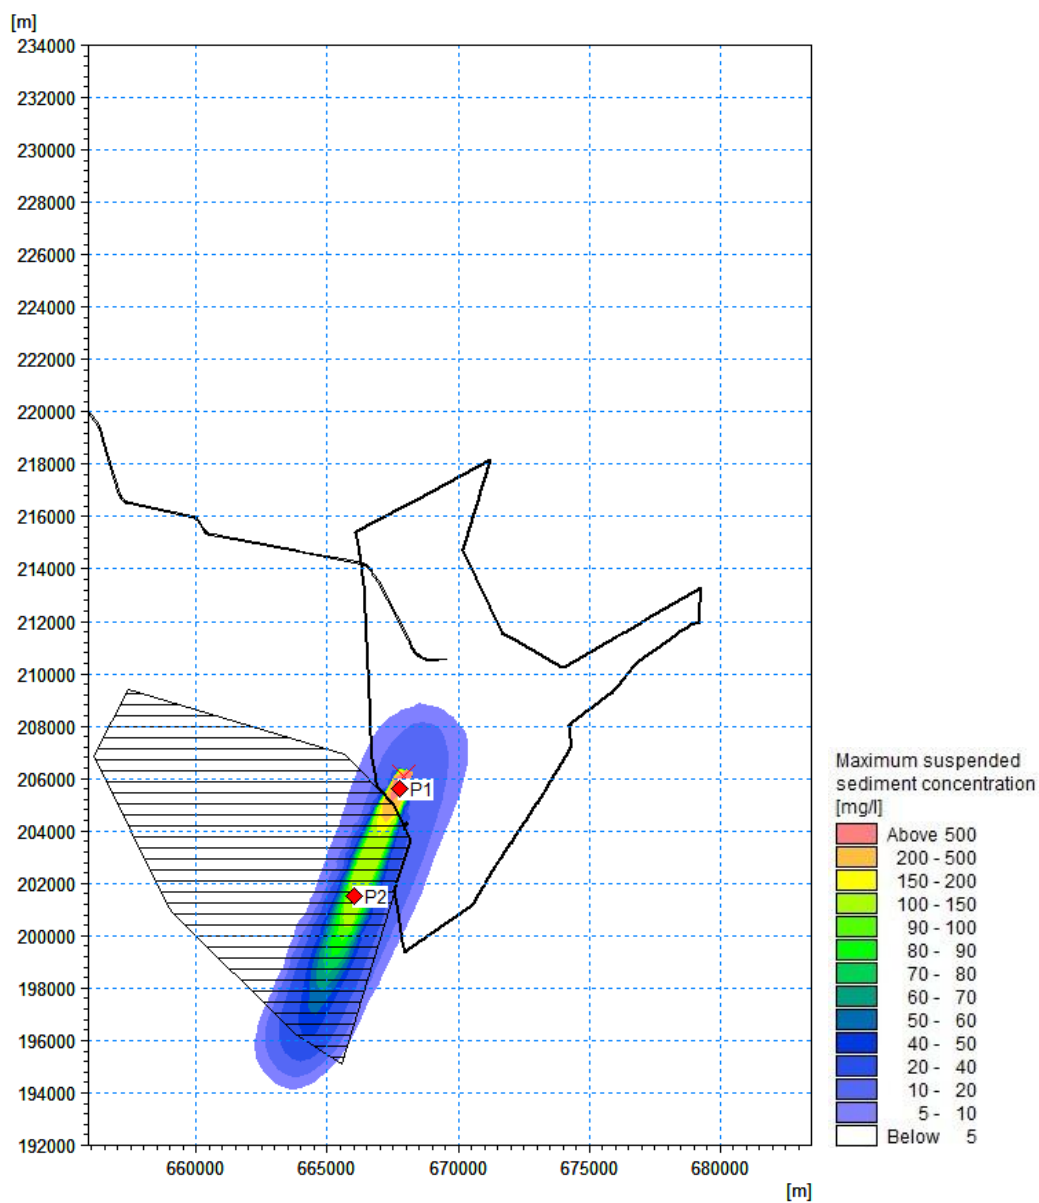 [m]
234000
232000
230000
228000
226000
224000
222000
220000
218000
216000
214000
212000
210000
208000
206000
204000
202000
200000
198000
196000
194000
192000
P1
P2
660000 665000 670000 675000 680000
[m]
Maximum suspended
sediment concentration
[mg/l]
Above 500
200 - 500
150 - 200
100 - 150
90 - 100
80 - 90
70 - 80
60 - 70
50 - 60
40 - 50
20 - 40
10 - 20
5 - 10
Below 5